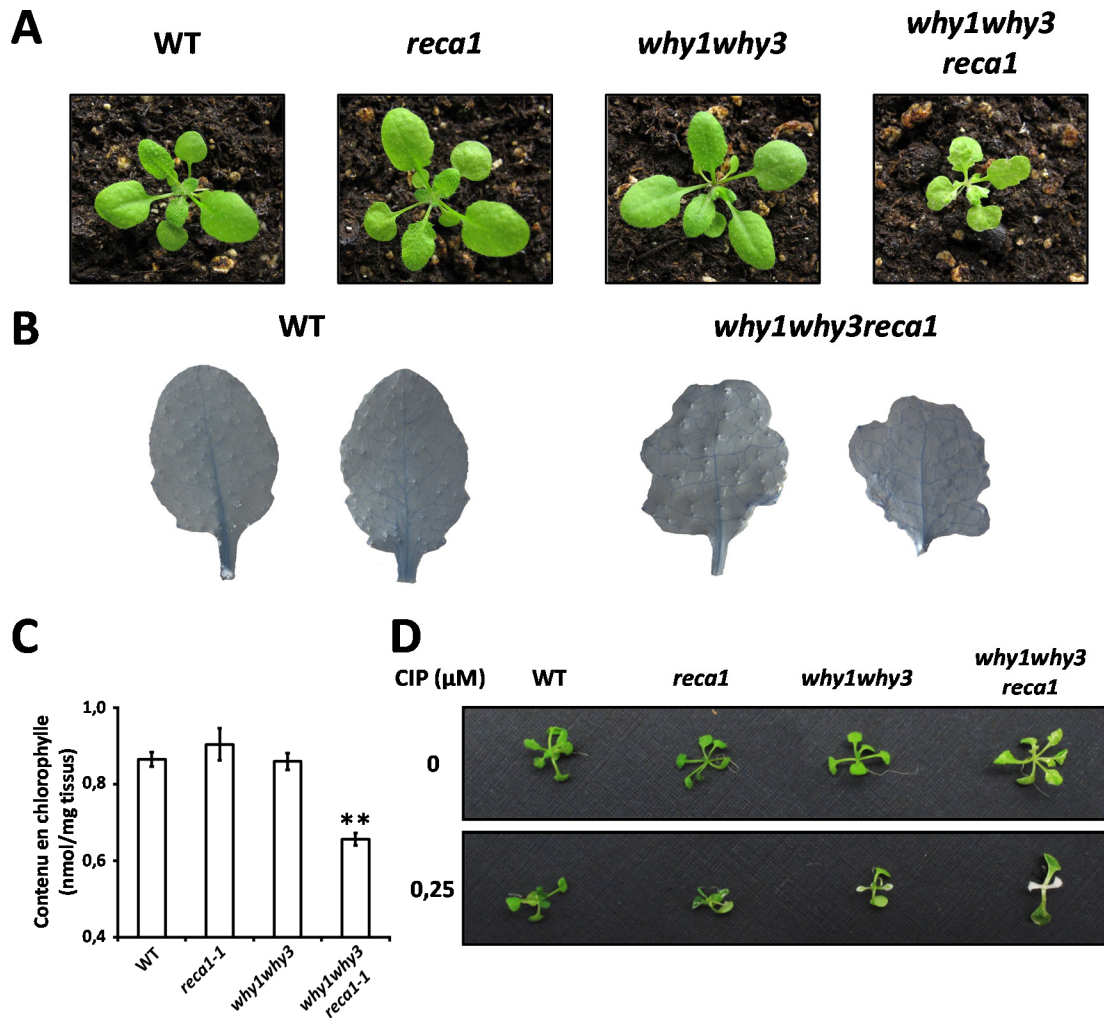 A
WT
reca1
why1why3
why1why3
reca1
B
WT
why1why3reca1
C
Contenu en chlorophylle
(nmol/mg tissus)
1,0
0,8
0,6
0,4
**
WT
reca1-1
why1why3
why1why3
reca1-1
D
CIP (µM)
WT
reca1
why1why3
why1why3
reca1
0
0,25